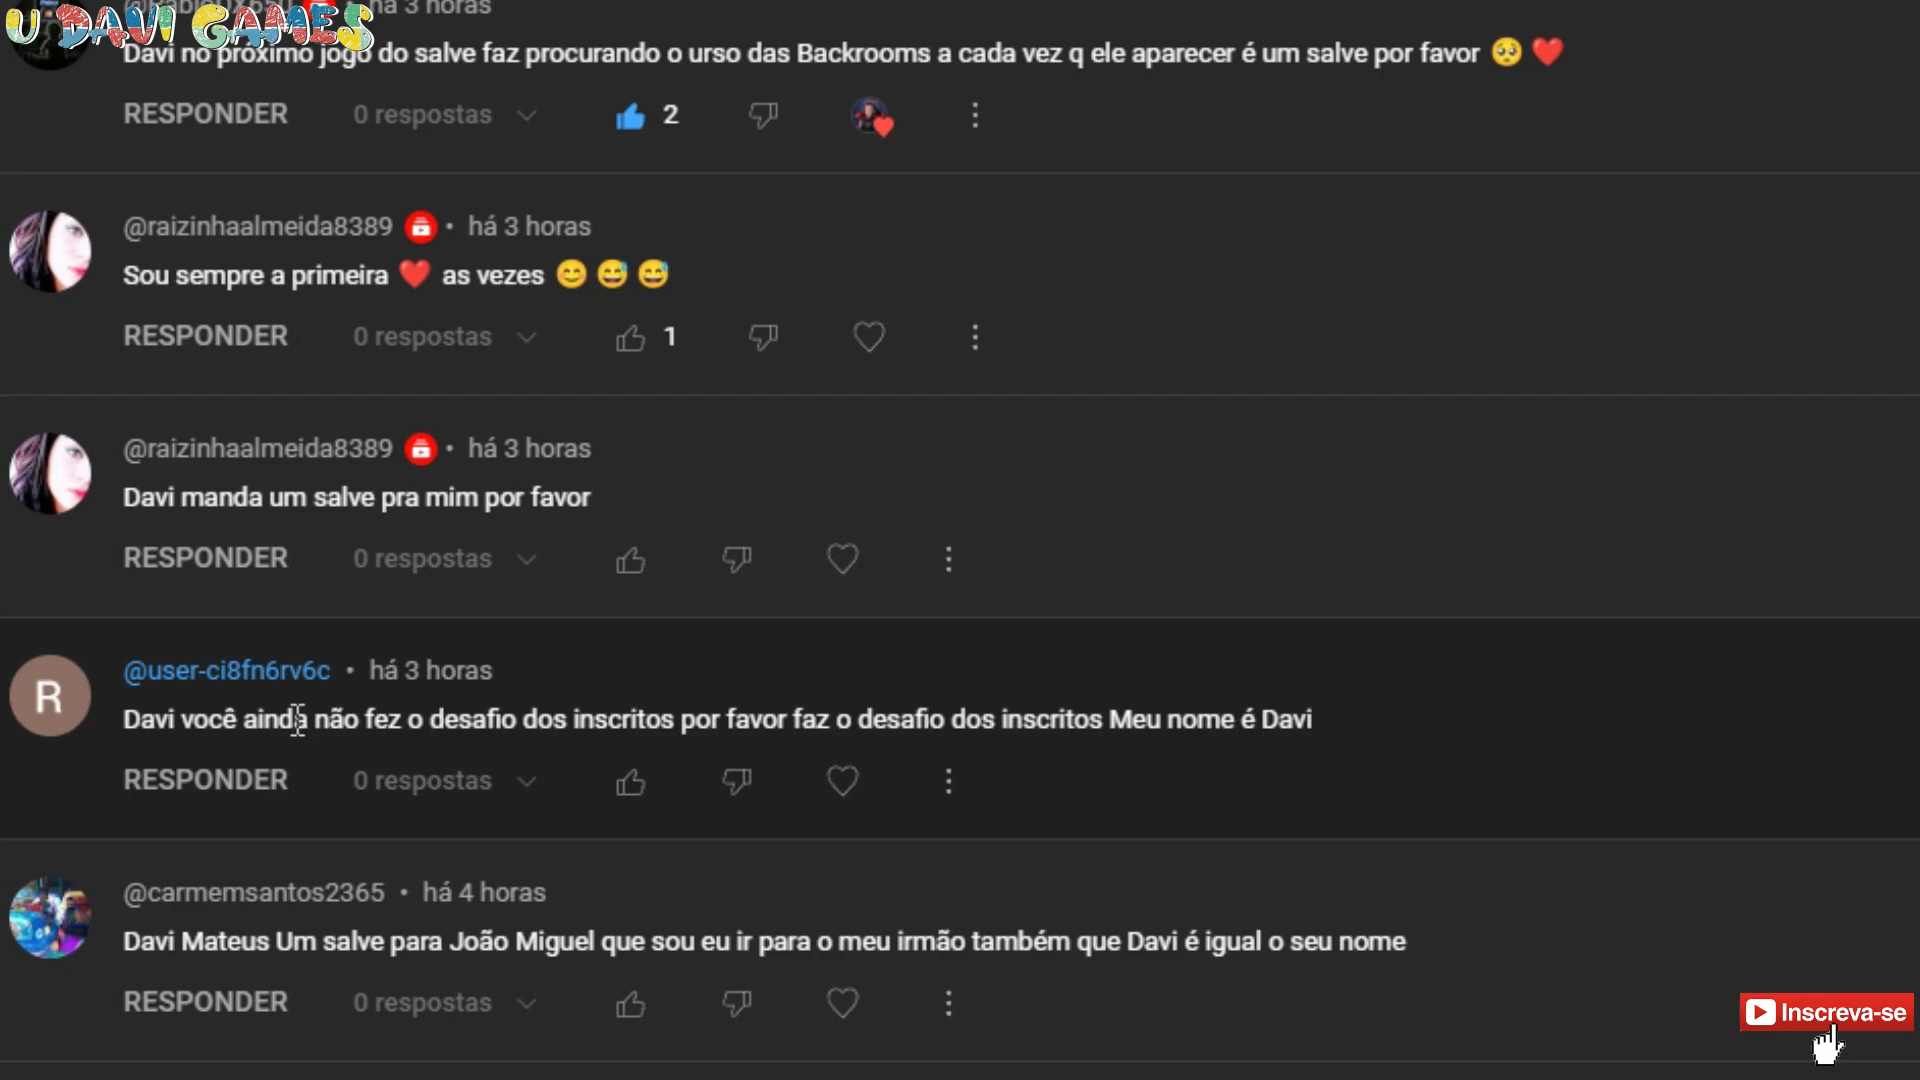 U DAVI GAMES
há 3 horas
Davi no próximo jogo do salve faz procurando o urso das Backrooms a cada vez q ele aparecer é um salve por favor 🥺 ❤️
RESPONDER 0 respostas 2
@raizinhaalmeida8389 • há 3 horas
Sou sempre a primeira ❤️ as vezes 😊 😅 😅
RESPONDER 0 respostas 1
@raizinhaalmeida8389 • há 3 horas
Davi manda um salve pra mim por favor
RESPONDER 0 respostas
R
@user-ci8fn6rv6c • há 3 horas
Davi você ainda não fez o desafio dos inscritos por favor faz o desafio dos inscritos Meu nome é Davi
RESPONDER 0 respostas
@carmemsantos2365 • há 4 horas
Davi Mateus Um salve para João Miguel que sou eu ir para o meu irmão também que Davi é igual o seu nome
RESPONDER 0 respostas
Inscreva-se